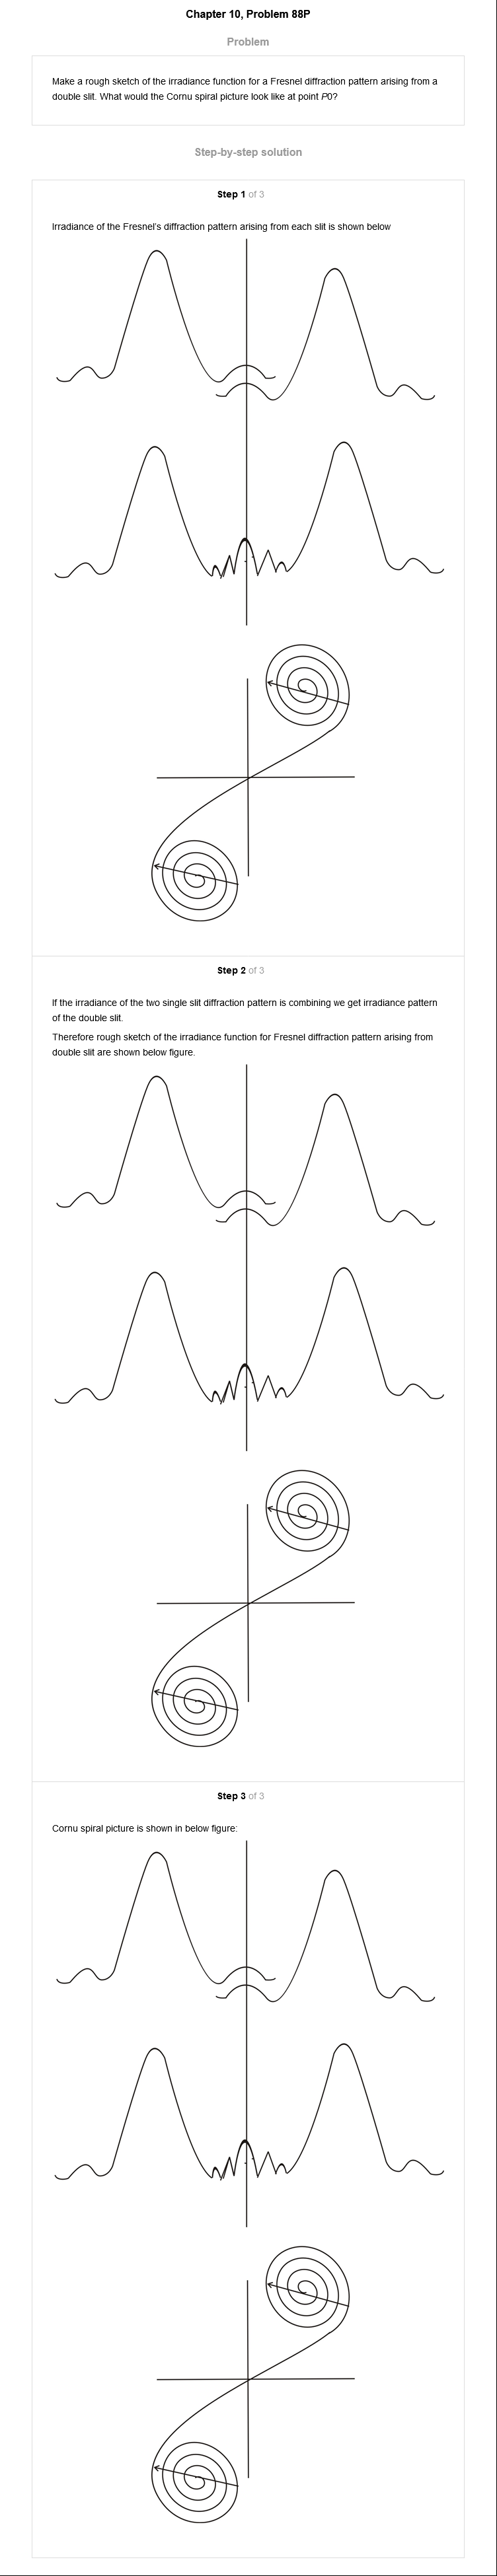 Chapter 10, Problem 88P
Problem
Make a rough sketch of the irradiance function for a Fresnel diffraction pattern arising from a
double slit. What would the Cornu spiral picture look like at point P0?
Step-by-step solution
Step 1 of 3
Irradiance of the Fresnel's diffraction pattern arising from each slit is shown below
Step 2 of 3
If the irradiance of the two single slit diffraction pattern is combining we get irradiance pattern
of the double slit.
Therefore rough sketch of the irradiance function for Fresnel diffraction pattern arising from
double slit are shown below figure.
Step 3 of 3
Cornu spiral picture is shown in below figure: